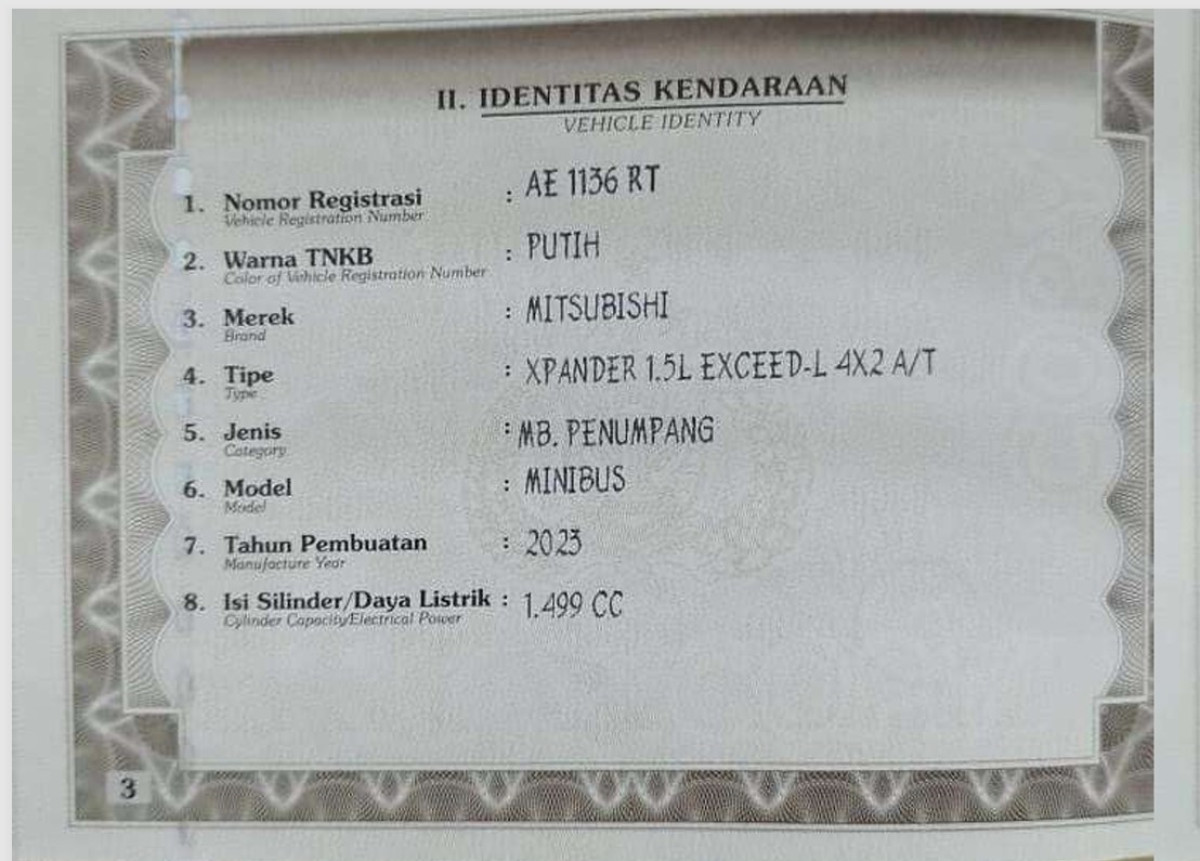 II. IDENTITAS KENDARAAN
VEHICLE IDENTITY
1. Nomor Registrasi : AE 1136 RT
Vehicle Registration Number
2. Warna TNKB : PUTIH
Color of Vehicle Registration Number
3. Merek : MITSUBISHI
Brand
4. Tipe : XPANDER 1.5L EXCEED-L 4X2 A/T
Type
5. Jenis : MB. PENUMPANG
Category
6. Model : MINIBUS
Model
7. Tahun Pembuatan : 2023
Manufacture Year
8. Isi Silinder/Daya Listrik : 1.499 CC
Cylinder Capacity/Electrical Power
3